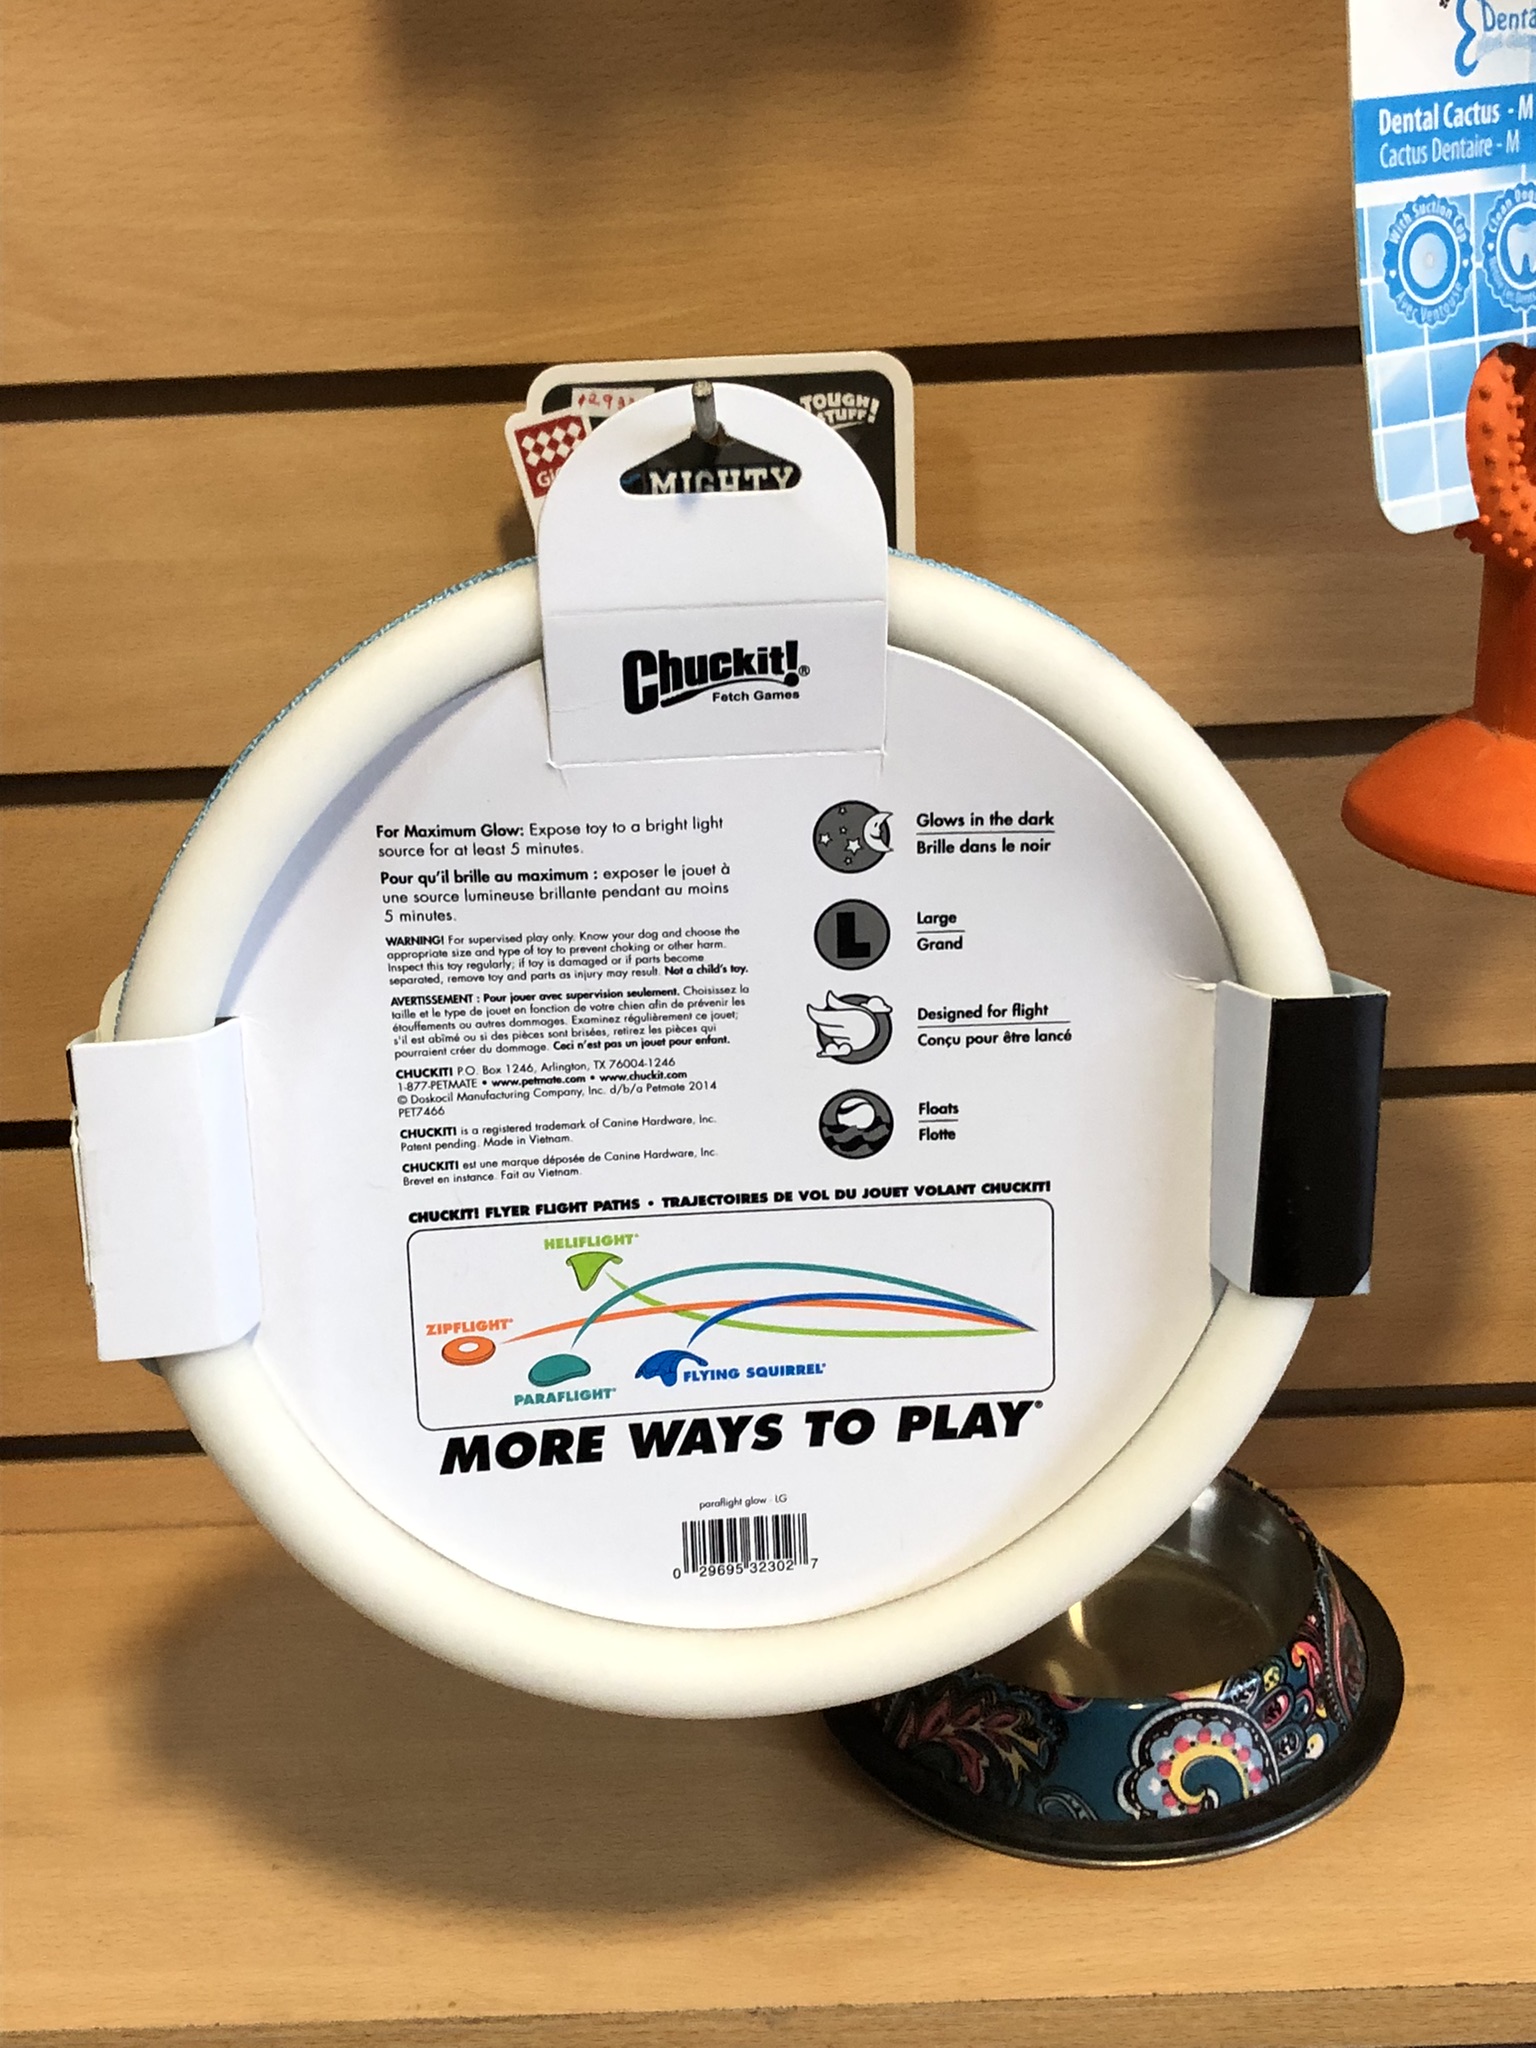 Denta
Dental Cactus - M
Cactus Dentaire - M
With Suction Cup
Avec Ventouse
Clean
TOUGH
STUFF!
MIGHTY
Chuckit!®
Fetch Games
For Maximum Glow: Expose toy to a bright light
source for at least 5 minutes.
Pour qu'il brille au maximum : exposer le jouet à
une source lumineuse brillante pendant au moins
5 minutes.
WARNING! For supervised play only. Know your dog and choose the
appropriate size and type of toy to prevent choking or other harm.
Inspect this toy regularly; if toy is damaged or if parts become
separated, remove toy and parts as injury may result. Not a child's toy.
AVERTISSEMENT : Pour jouer avec supervision seulement. Choisissez la
taille et le type de jouet en fonction de votre chien afin de prévenir les
étouffements ou autres dommages. Examinez régulièrement ce jouet;
s'il est abîmé ou si des pièces sont brisées, retirez les pièces qui
pourraient créer du dommage. Ceci n'est pas un jouet pour enfant.
CHUCKIT! P.O. Box 1246, Arlington, TX 76004-1246
1-877-PETMATE • www.petmate.com • www.chuckit.com
© Doskocil Manufacturing Company, Inc. d/b/a Petmate 2014
PET7466
CHUCKIT! is a registered trademark of Canine Hardware, Inc.
Patent pending. Made in Vietnam.
CHUCKIT! est une marque déposée de Canine Hardware, Inc.
Brevet en instance. Fait au Vietnam.
Glows in the dark
Brille dans le noir
L
Large
Grand
Designed for flight
Conçu pour être lancé
Floats
Flotte
CHUCKIT! FLYER FLIGHT PATHS • TRAJECTOIRES DE VOL DU JOUET VOLANT CHUCKIT!
HELIFLIGHT®
ZIPFLIGHT®
PARAFLIGHT®
FLYING SQUIRREL®
MORE WAYS TO PLAY®
paraflight glow - LG
0 29695 32302 7